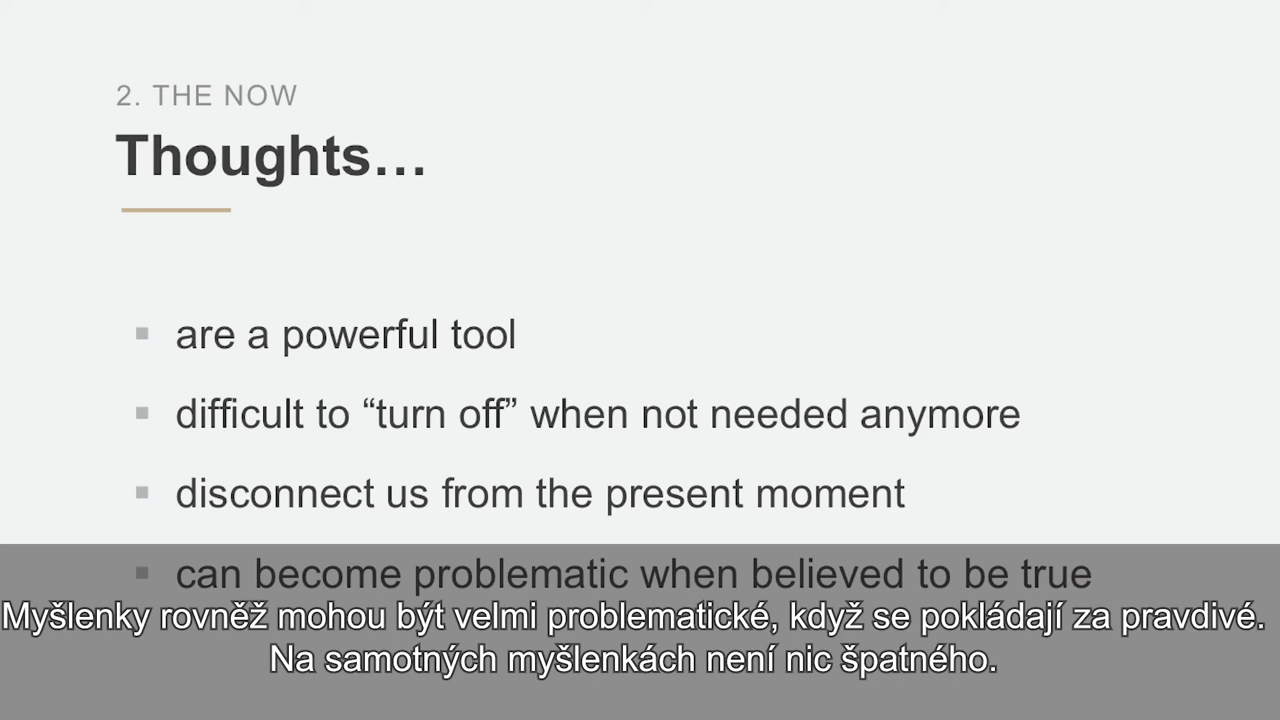 2. THE NOW
Thoughts…
▪ are a powerful tool
▪ difficult to “turn off” when not needed anymore
▪ disconnect us from the present moment
▪ can become problematic when believed to be true
Myšlenky rovněž mohou být velmi problematické, když se pokládají za pravdivé.
Na samotných myšlenkách není nic špatného.